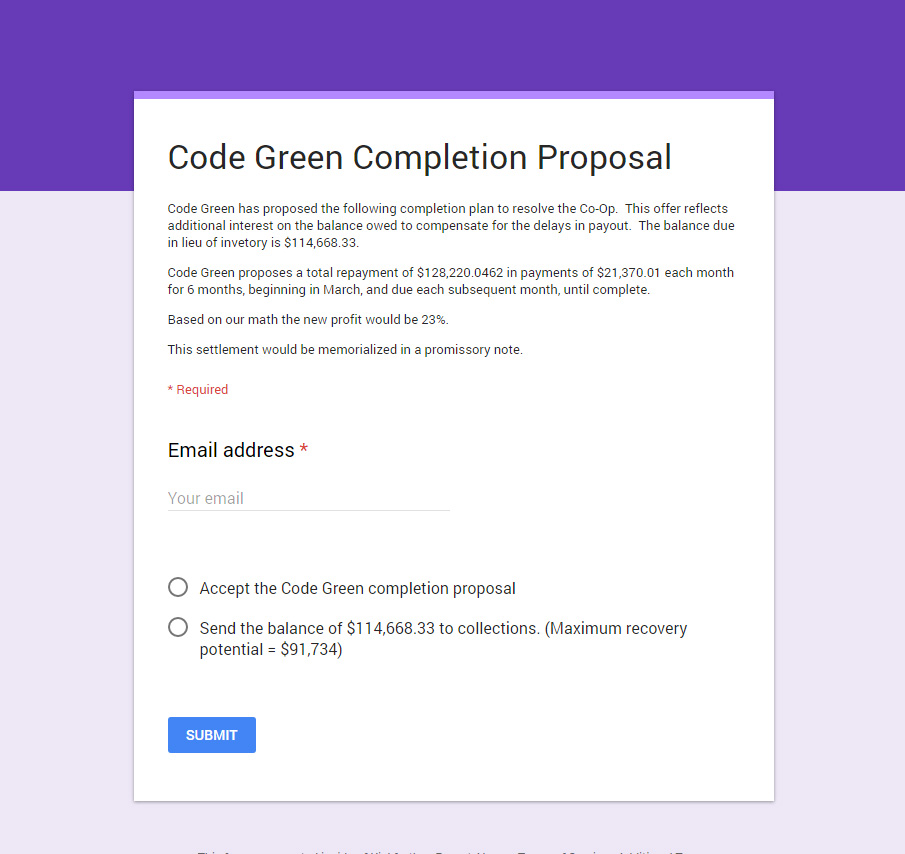 Code Green Completion Proposal
Code Green has proposed the following completion plan to resolve the Co-Op.  This offer reflects
additional interest on the balance owed to compensate for the delays in payout.  The balance due
in lieu of invetory is $114,668.33.
Code Green proposes a total repayment of $128,220.0462 in payments of $21,370.01 each month
for 6 months, beginning in March, and due each subsequent month, until complete.
Based on our math the new profit would be 23%.
This settlement would be memorialized in a promissory note.
* Required
Email address *
Your email
Accept the Code Green completion proposal
Send the balance of $114,668.33 to collections. (Maximum recovery
potential = $91,734)
SUBMIT